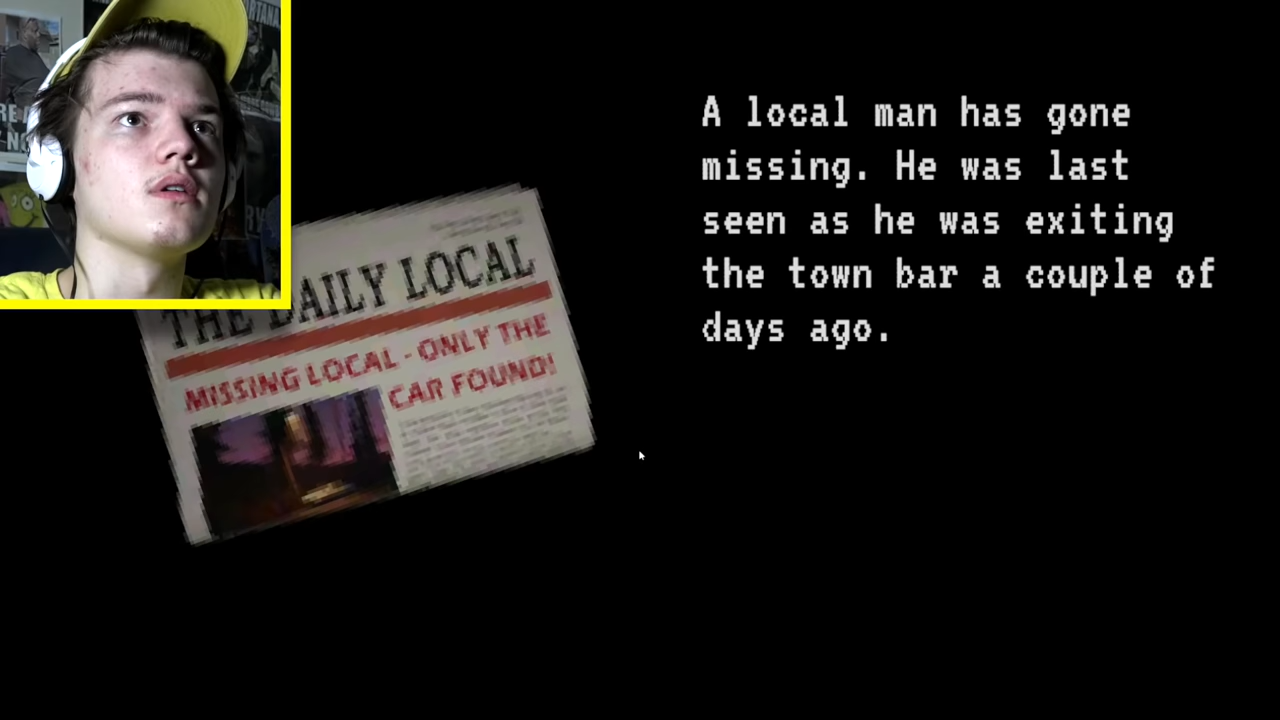 THE DAILY LOCAL
MISSING LOCAL - ONLY THE
CAR FOUND!
A local man has gone
missing. He was last
seen as he was exiting
the town bar a couple of
days ago.